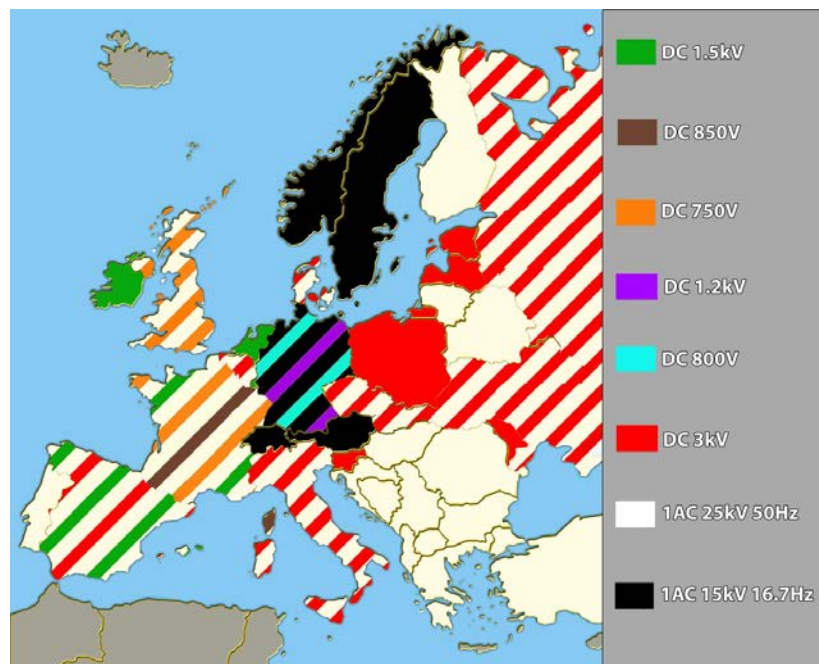 DC 1.5kV
DC 850V
DC 750V
DC 1.2kV
DC 800V
DC 3kV
1AC 25kV 50Hz
1AC 15kV 16.7Hz